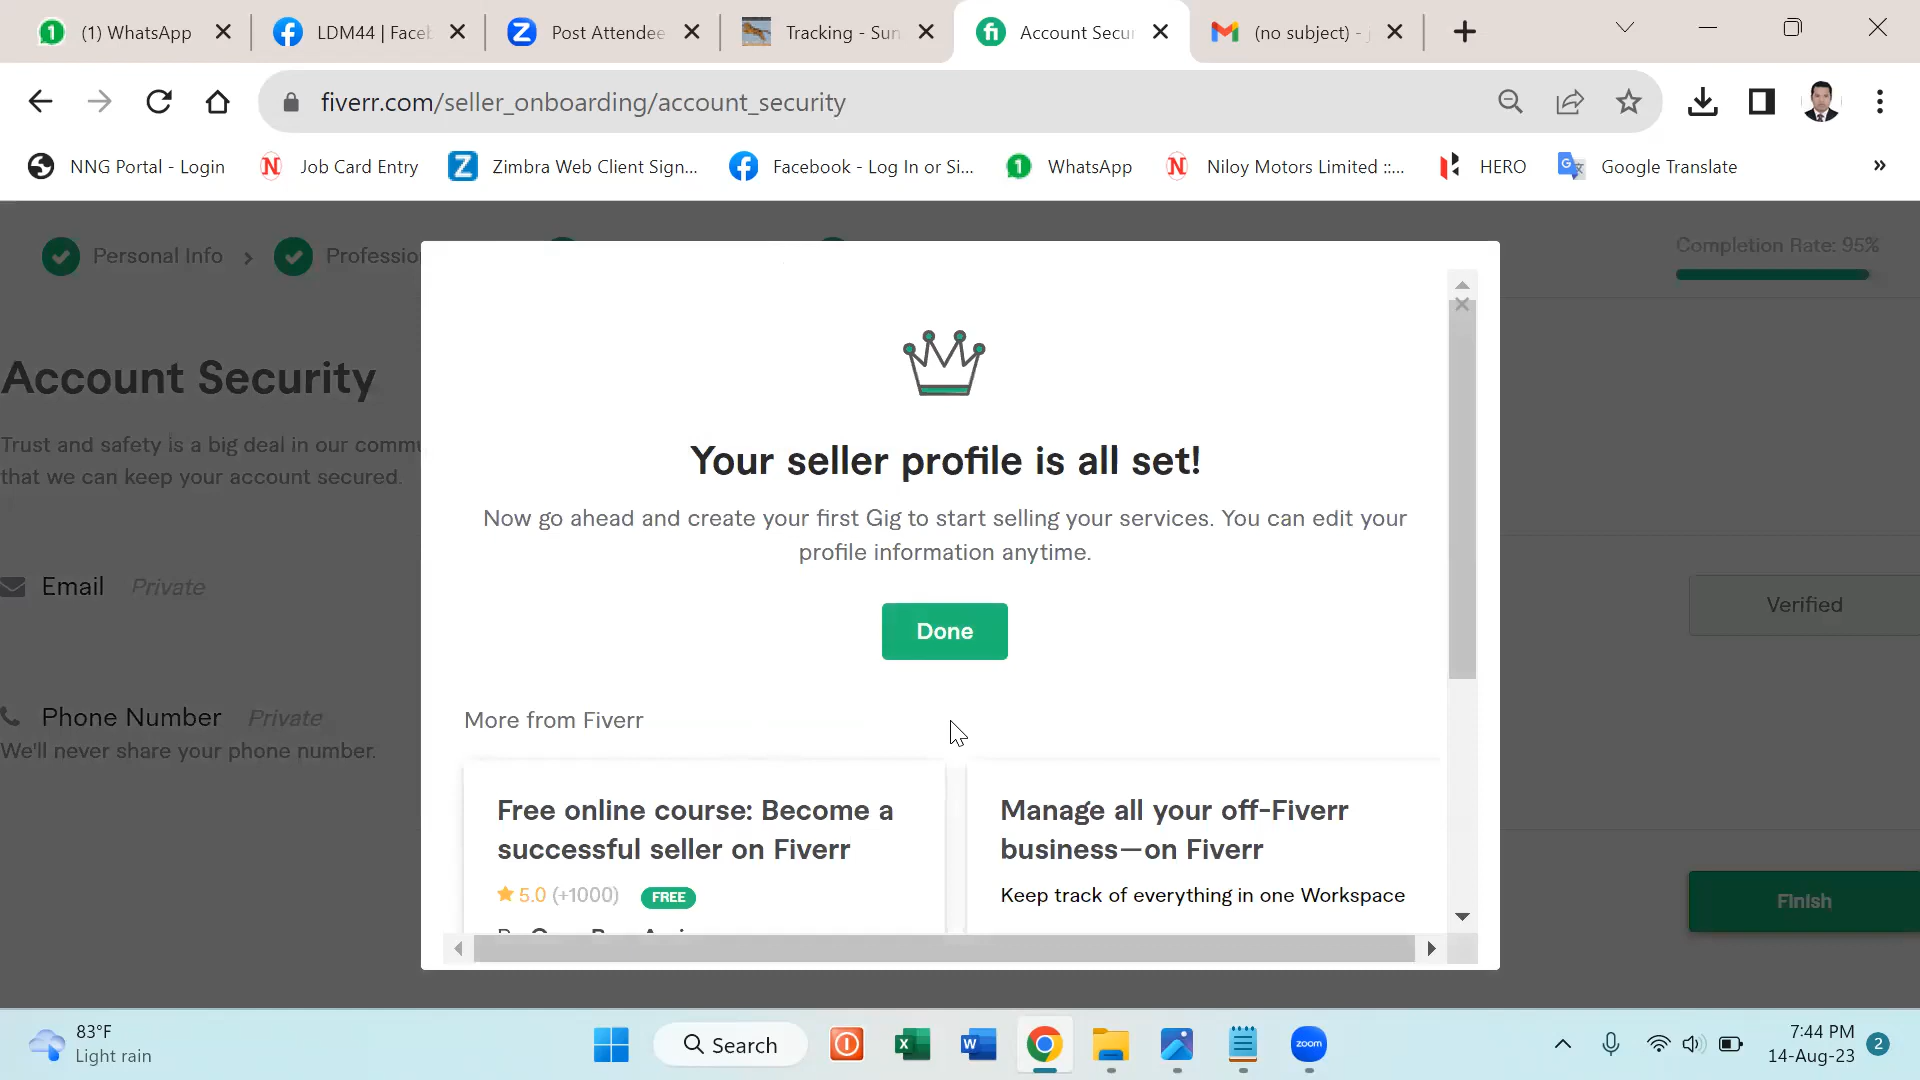 (1) WhatsApp
LDM44 | Faceb
Post Attendee
Tracking - Sun
Account Secur
(no subject) -
fiverr.com/seller_onboarding/account_security
NNG Portal - Login
Job Card Entry
Zimbra Web Client Sign...
Facebook - Log In or Si...
WhatsApp
Niloy Motors Limited ::...
HERO
Google Translate
Personal Info
Professio
Completion Rate: 95%
Account Security
Trust and safety is a big deal in our commu
that we can keep your account secured.
Email Private
Verified
Phone Number Private
We'll never share your phone number.
Finish
Your seller profile is all set!
Now go ahead and create your first Gig to start selling your services. You can edit your
profile information anytime.
Done
More from Fiverr
Free online course: Become a
successful seller on Fiverr
5.0 (+1000) FREE
Manage all your off-Fiverr
business—on Fiverr
Keep track of everything in one Workspace
83°F
Light rain
Search
zoom
7:44 PM
14-Aug-23
2